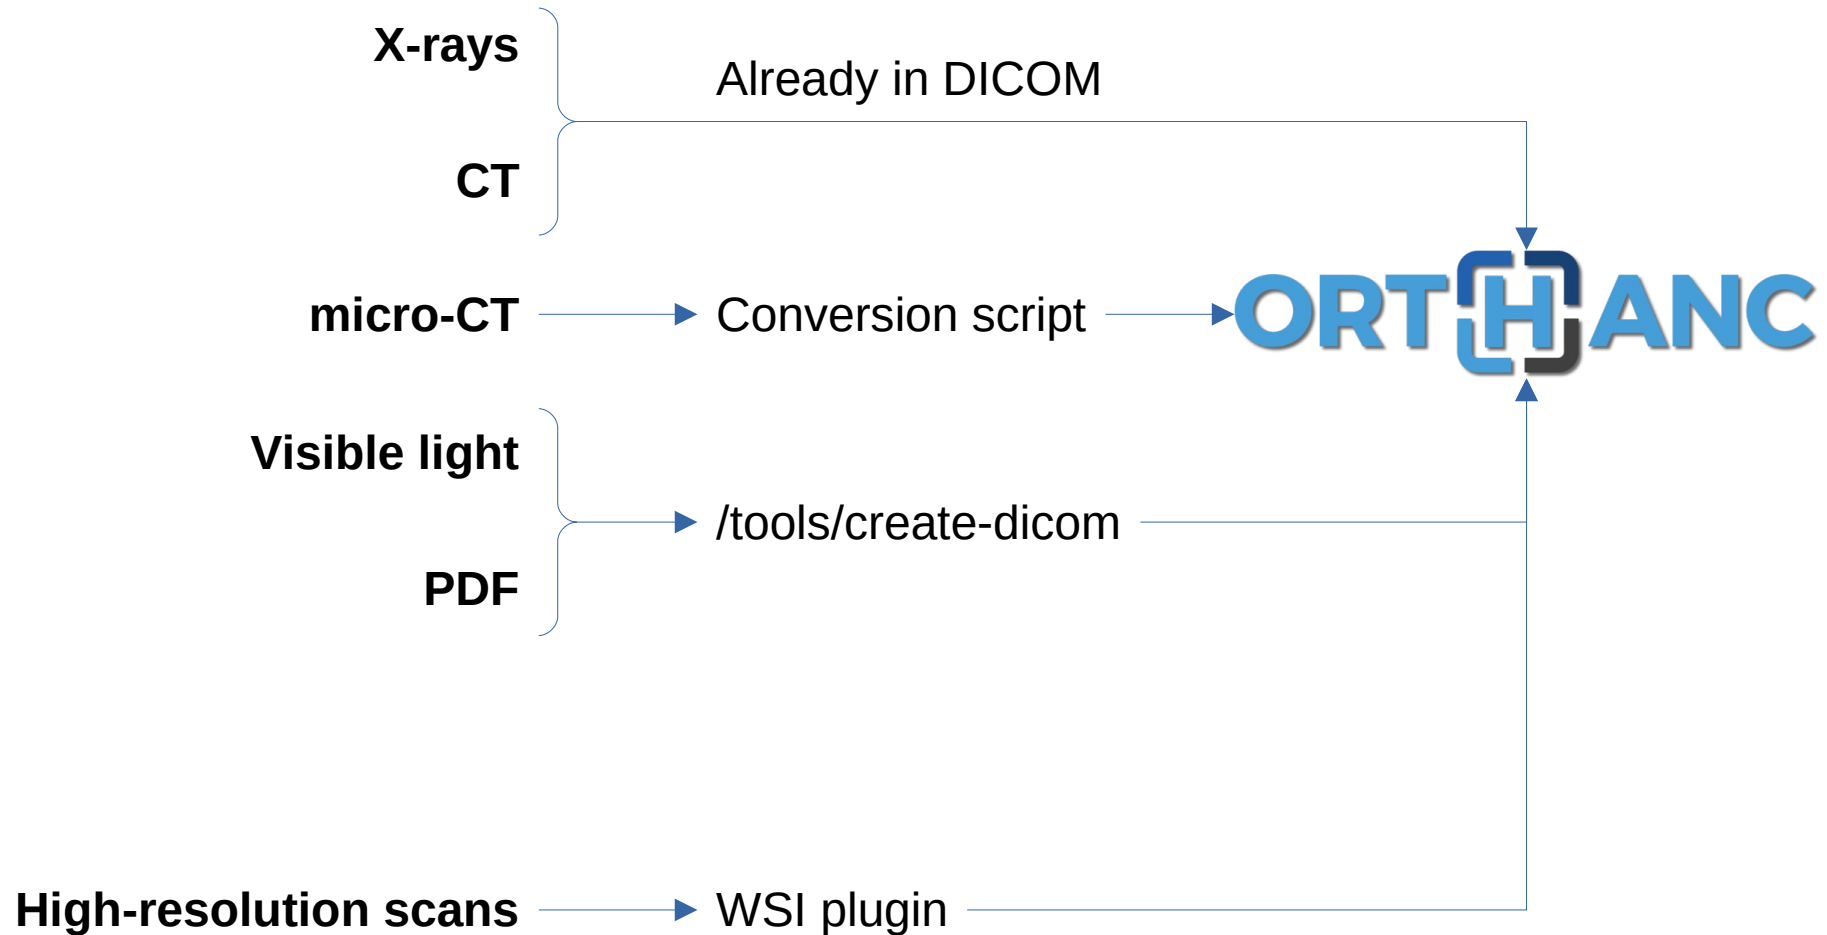 X-rays
Already in DICOM
CT
micro-CT
Conversion script
ORTHANC
Visible light
/tools/create-dicom
PDF
High-resolution scans
WSI plugin